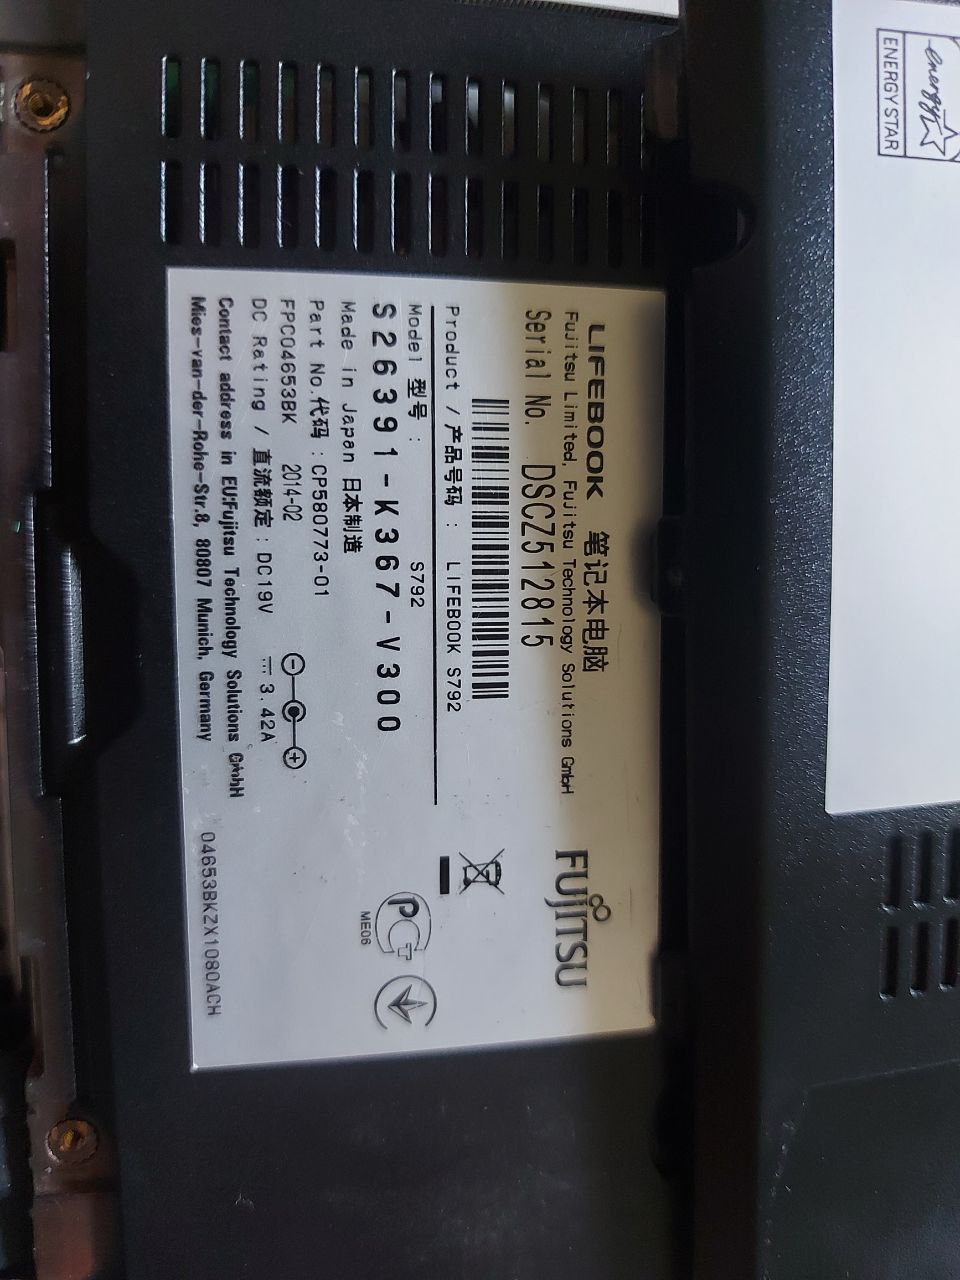 LIFEBOOK 笔记本电脑
Fujitsu Limited, Fujitsu Technology Solutions GmbH
Serial No. DSCZ512815
FUJITSU
Product / 产品号码 : LIFEBOOK S792
Model 型号 : S792
S26391-K367-V300
Made in Japan 日本制造
Part No.代码 : CP580773-01
FPC04653BK 2014-02
DC Rating / 直流额定 : DC19V ⎓ 3.42A
Contact address in EU:Fujitsu Technology Solutions GmbH
Mies-van-der-Rohe-Str.8, 80807 Munich, Germany
04653BKZX1080ACH
PCT
ME06
energy
ENERGY STAR